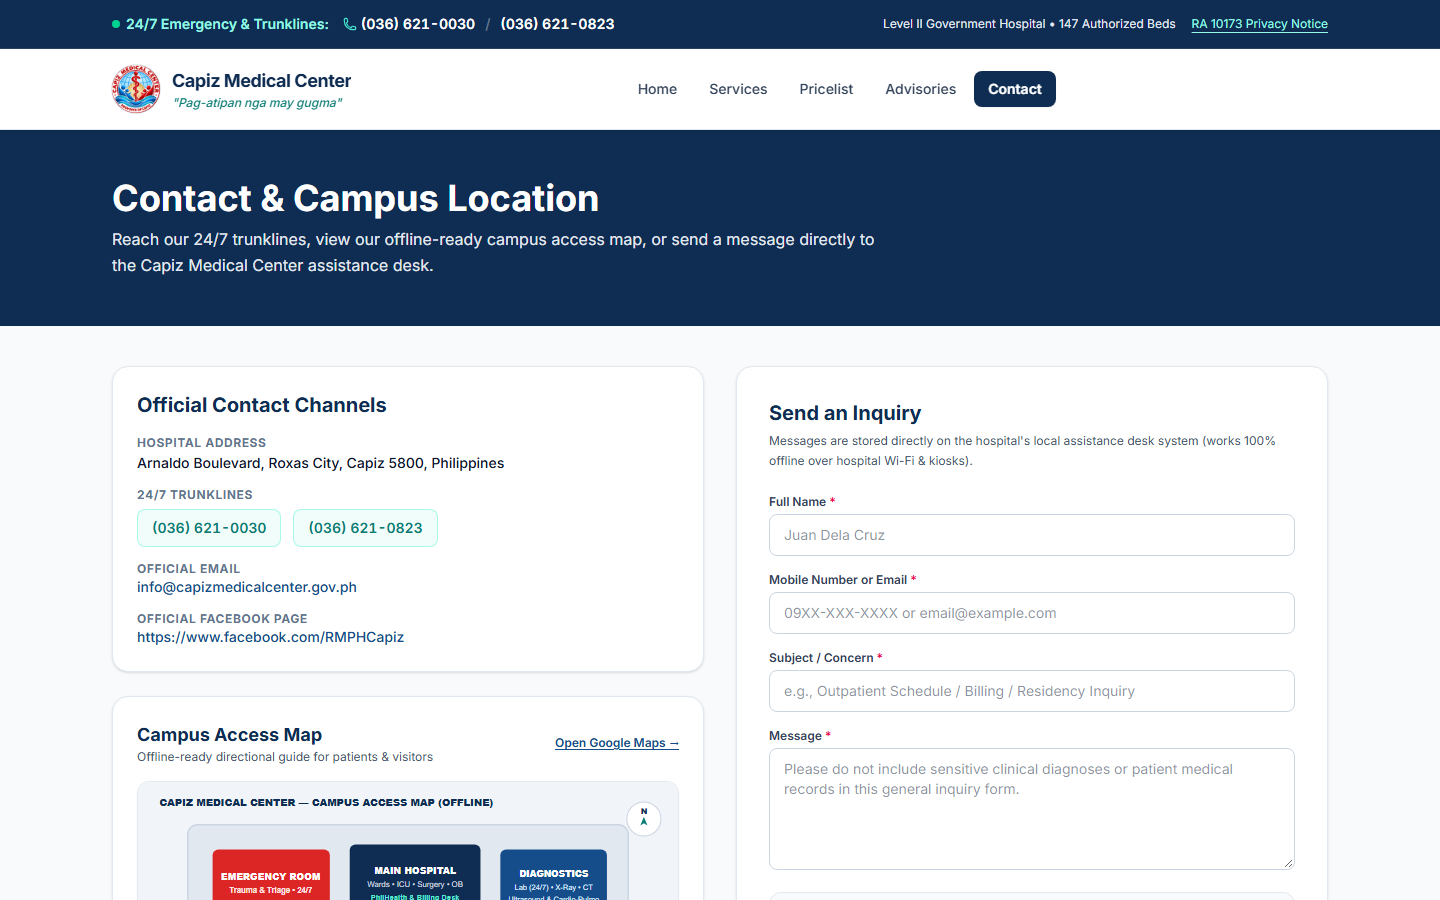 24/7 Emergency & Trunklines: (036) 621-0030 / (036) 621-0823
Level II Government Hospital • 147 Authorized Beds RA 10173 Privacy Notice
CAPIZ MEDICAL CENTER
Capiz Medical Center
"Pag-atipan nga may gugma"
Home Services Pricelist Advisories Contact
Contact & Campus Location
Reach our 24/7 trunklines, view our offline-ready campus access map, or send a message directly to
the Capiz Medical Center assistance desk.
Official Contact Channels
HOSPITAL ADDRESS
Arnaldo Boulevard, Roxas City, Capiz 5800, Philippines
24/7 TRUNKLINES
(036) 621-0030 (036) 621-0823
OFFICIAL EMAIL
info@capizmedicalcenter.gov.ph
OFFICIAL FACEBOOK PAGE
https://www.facebook.com/RMPHCapiz
Campus Access Map
Offline-ready directional guide for patients & visitors
Open Google Maps →
CAPIZ MEDICAL CENTER — CAMPUS ACCESS MAP (OFFLINE)
N
EMERGENCY ROOM
Trauma & Triage • 24/7
MAIN HOSPITAL
Wards • ICU • Surgery • OB
PhilHealth & Billing Desk
DIAGNOSTICS
Lab (24/7) • X-Ray • CT
Ultrasound & Cardio-Pulmo
Send an Inquiry
Messages are stored directly on the hospital's local assistance desk system (works 100%
offline over hospital Wi-Fi & kiosks).
Full Name *
Juan Dela Cruz
Mobile Number or Email *
09XX-XXX-XXXX or email@example.com
Subject / Concern *
e.g., Outpatient Schedule / Billing / Residency Inquiry
Message *
Please do not include sensitive clinical diagnoses or patient medical
records in this general inquiry form.